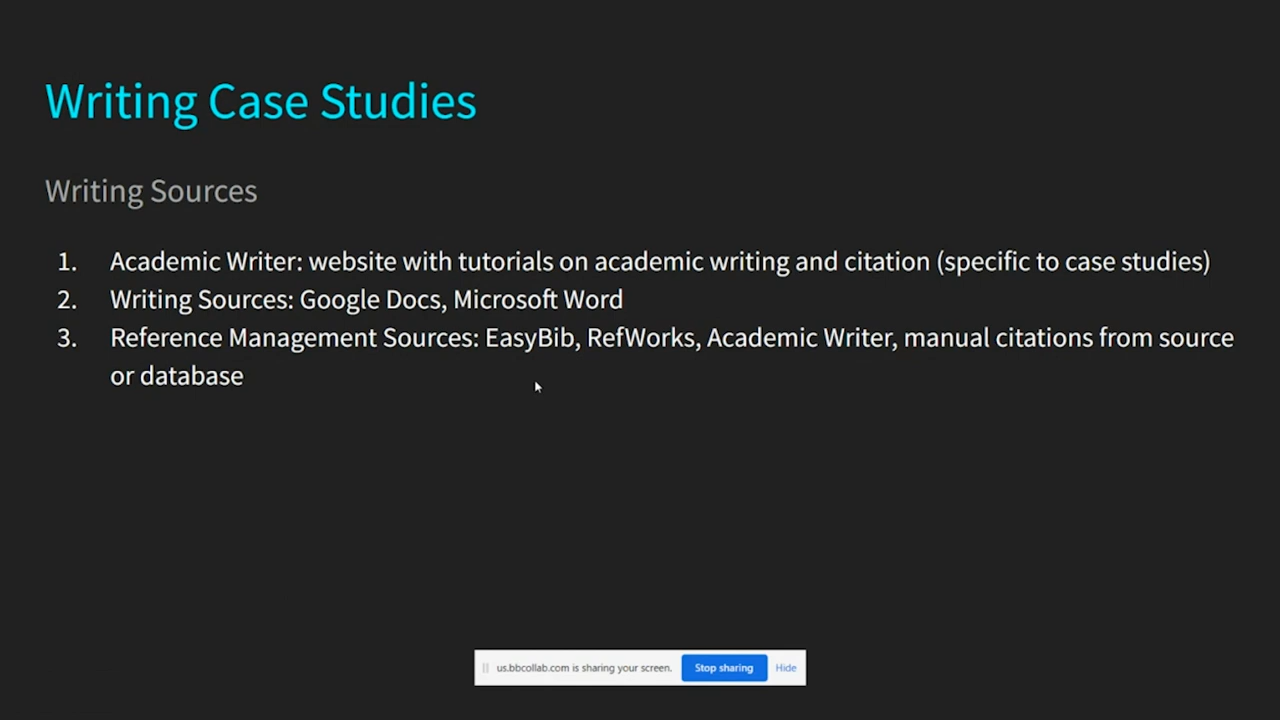 Writing Case Studies
Writing Sources
1. Academic Writer: website with tutorials on academic writing and citation (specific to case studies)
2. Writing Sources: Google Docs, Microsoft Word
3. Reference Management Sources: EasyBib, RefWorks, Academic Writer, manual citations from source
or database
us.bbcollab.com is sharing your screen. Stop sharing Hide